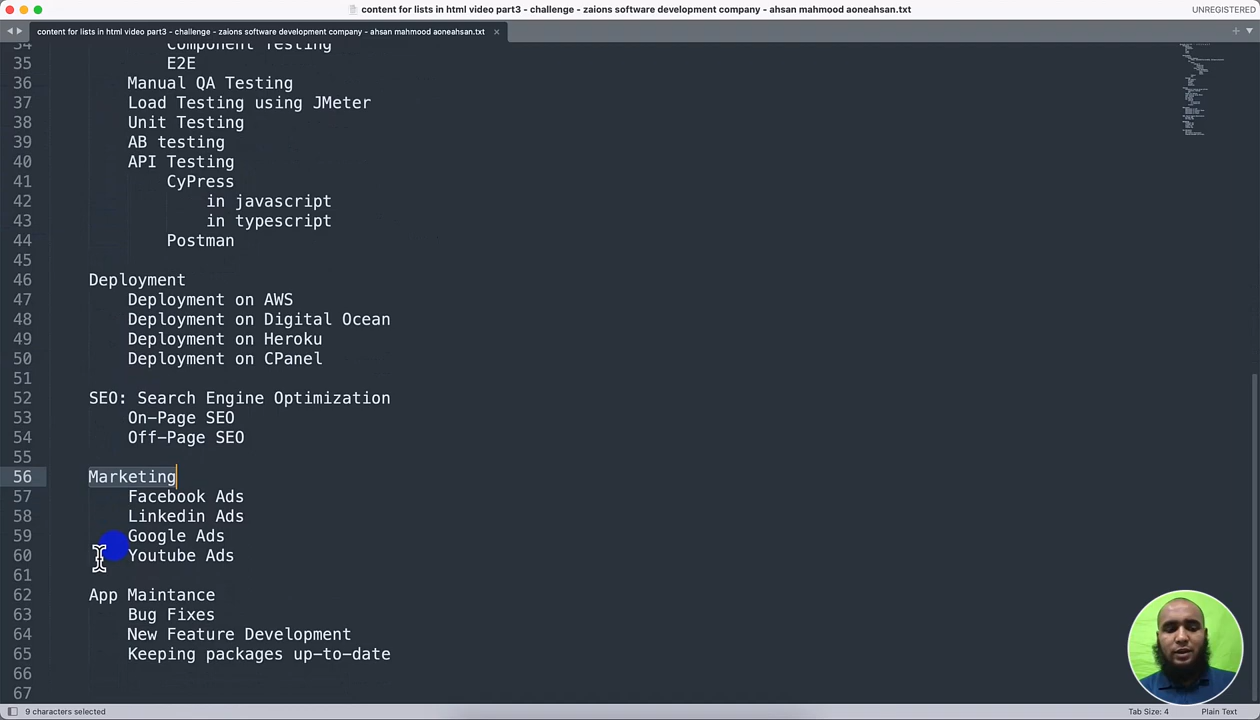 content for lists in html video part3 - challenge - zaions software development company - ahsan mahmood aoneahsan.txt
UNREGISTERED
content for lists in html video part3 - challenge - zaions software development company - ahsan mahmood aoneahsan.txt
34 Component Testing
35 E2E
36 Manual QA Testing
37 Load Testing using JMeter
38 Unit Testing
39 AB testing
40 API Testing
41 CyPress
42 in javascript
43 in typescript
44 Postman
45
46 Deployment
47 Deployment on AWS
48 Deployment on Digital Ocean
49 Deployment on Heroku
50 Deployment on CPanel
51
52 SEO: Search Engine Optimization
53 On-Page SEO
54 Off-Page SEO
55
56 Marketing
57 Facebook Ads
58 Linkedin Ads
59 Google Ads
60 Youtube Ads
61
62 App Maintance
63 Bug Fixes
64 New Feature Development
65 Keeping packages up-to-date
66
67
9 characters selected
Tab Size: 4
Plain Text